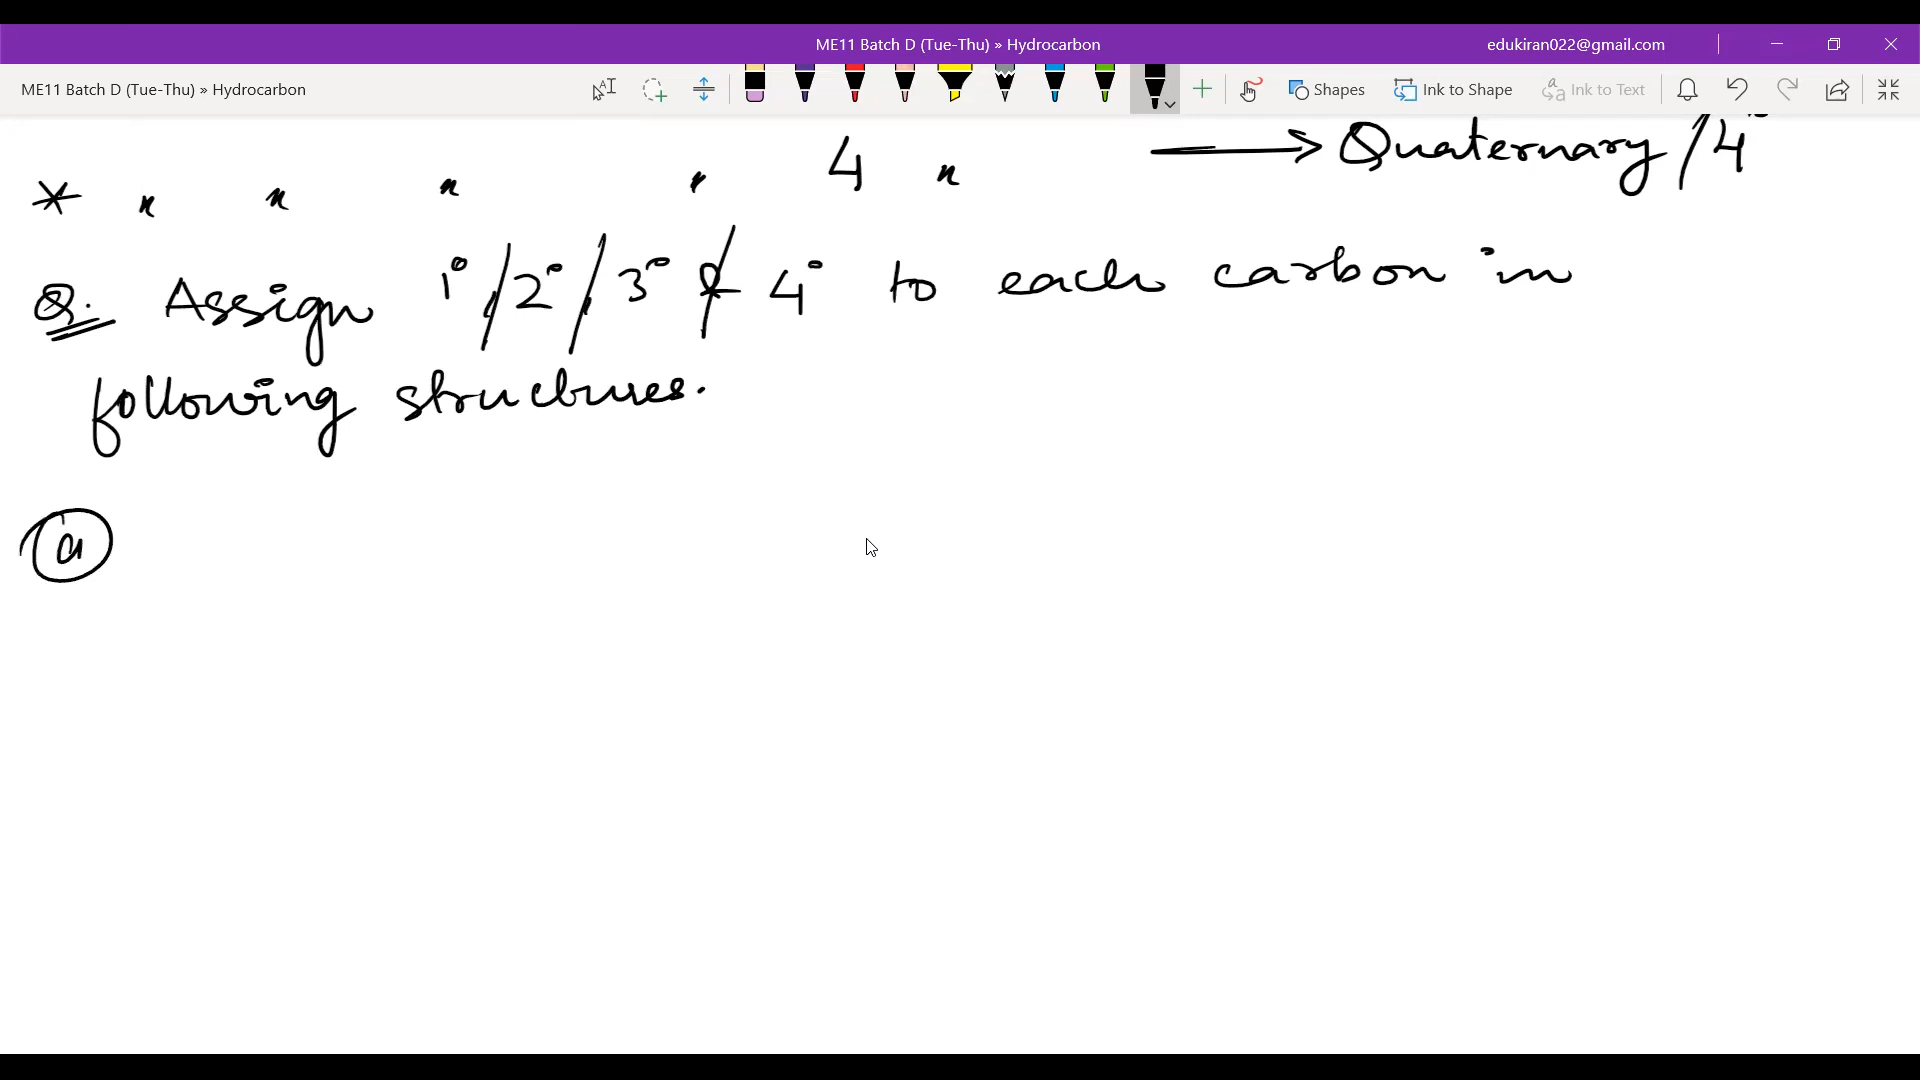 ME11 Batch D (Tue-Thu) » Hydrocarbon
edukiran022@gmail.com
ME11 Batch D (Tue-Thu) » Hydrocarbon
Shapes
Ink to Shape
Ink to Text
* " " " " 4 " → Quaternary / 4°
Q. Assign 1° / 2° / 3° / 4° to each carbon in
following structures.
(a)